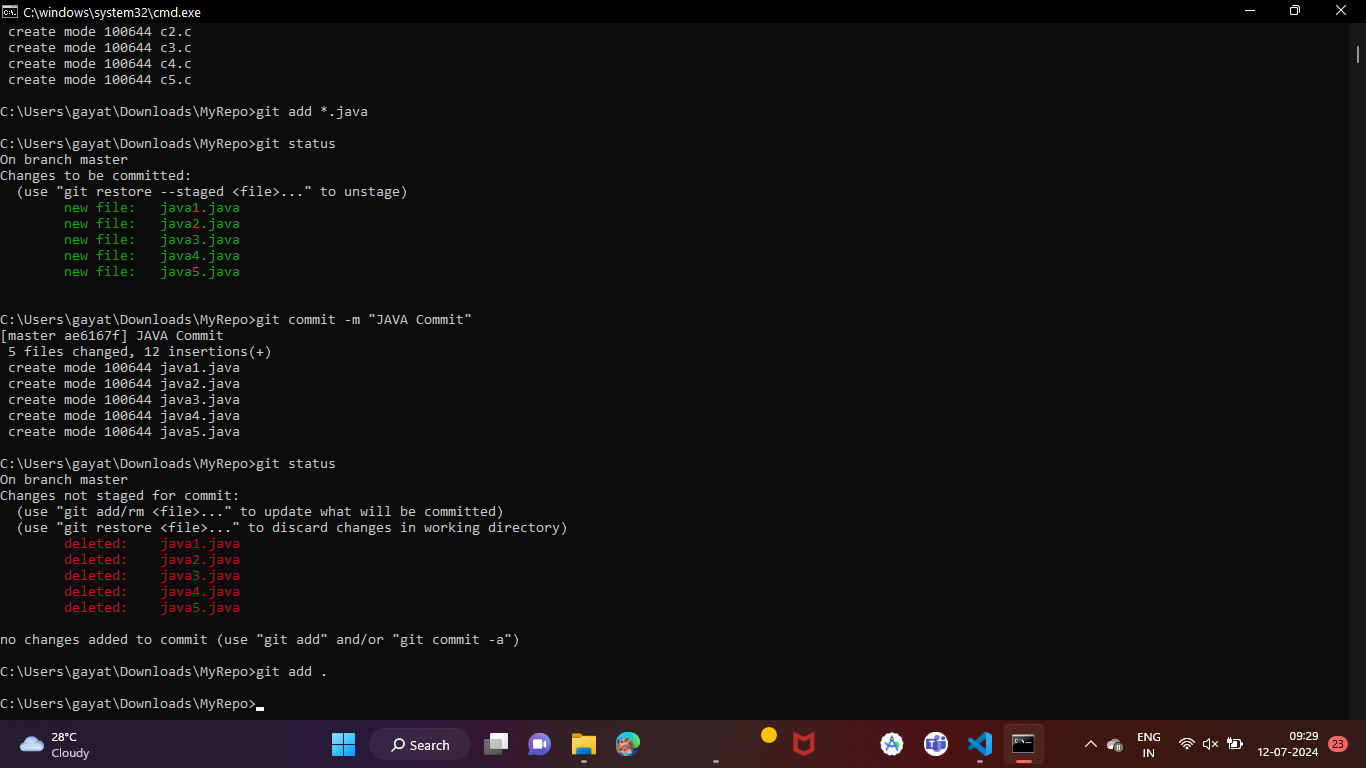 C:\windows\system32\cmd.exe
create mode 100644 c2.c
create mode 100644 c3.c
create mode 100644 c4.c
create mode 100644 c5.c
C:\Users\gayat\Downloads\MyRepo>git add *.java
C:\Users\gayat\Downloads\MyRepo>git status
On branch master
Changes to be committed:
(use "git restore --staged <file>..." to unstage)
new file:   java1.java
new file:   java2.java
new file:   java3.java
new file:   java4.java
new file:   java5.java
C:\Users\gayat\Downloads\MyRepo>git commit -m "JAVA Commit"
[master ae6167f] JAVA Commit
5 files changed, 12 insertions(+)
create mode 100644 java1.java
create mode 100644 java2.java
create mode 100644 java3.java
create mode 100644 java4.java
create mode 100644 java5.java
C:\Users\gayat\Downloads\MyRepo>git status
On branch master
Changes not staged for commit:
(use "git add/rm <file>..." to update what will be committed)
(use "git restore <file>..." to discard changes in working directory)
deleted:    java1.java
deleted:    java2.java
deleted:    java3.java
deleted:    java4.java
deleted:    java5.java
no changes added to commit (use "git add" and/or "git commit -a")
C:\Users\gayat\Downloads\MyRepo>git add .
C:\Users\gayat\Downloads\MyRepo>
28°C
Cloudy
Search
ENG
IN
09:29
12-07-2024
23